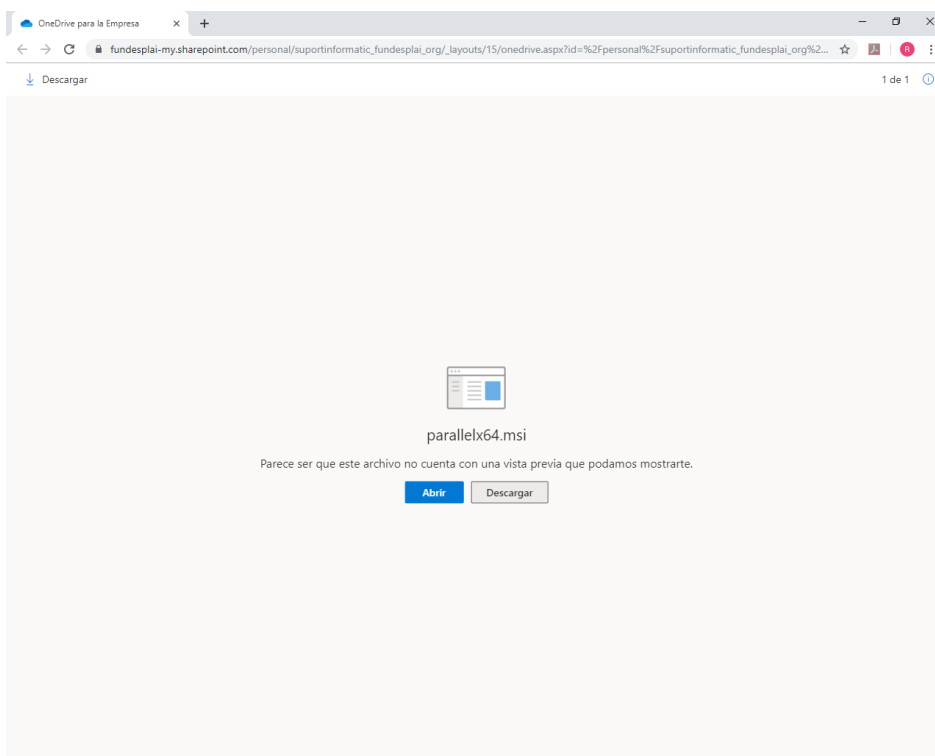 OneDrive para la Empresa
fundesplai-my.sharepoint.com/personal/suportinformatic_fundesplai_org/_layouts/15/onedrive.aspx?id=%2Fpersonal%2Fsuportinformatic_fundesplai_org%2...
R
Descargar
1 de 1
parallelx64.msi
Parece ser que este archivo no cuenta con una vista previa que podamos mostrarte.
Abrir
Descargar